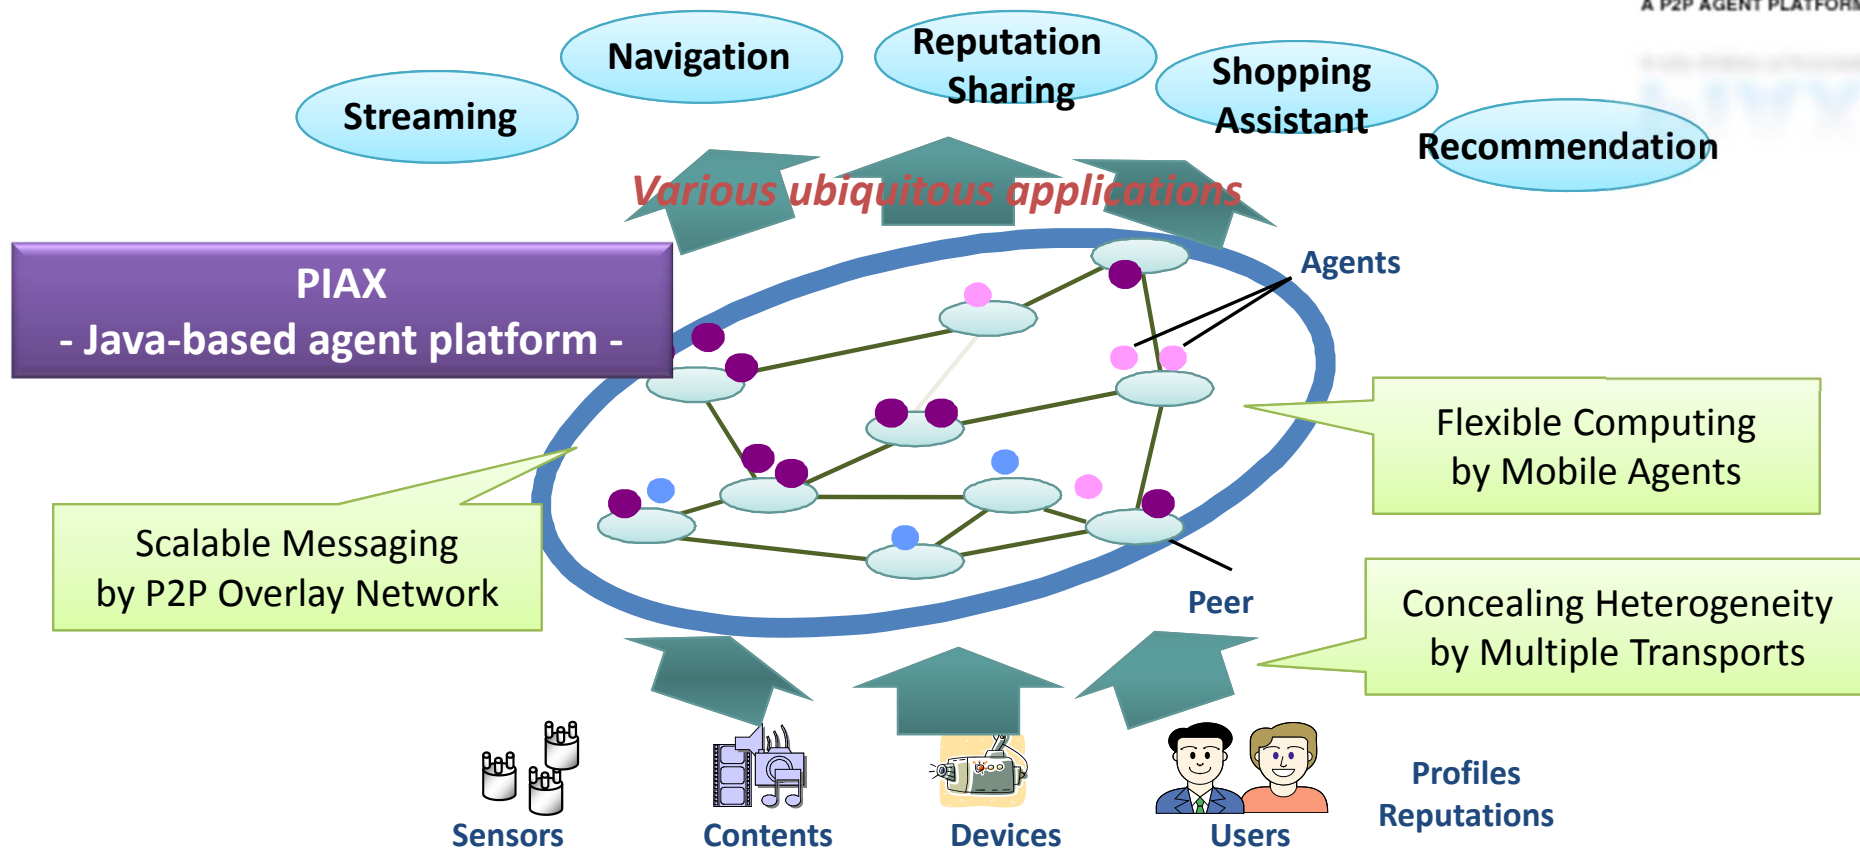 A P2P AGENT PLATFORM
Navigation
Reputation
Sharing
Streaming
Shopping
Assistant
Recommendation
Various ubiquitous applications
PIAX
- Java-based agent platform -
Agents
Flexible Computing
by Mobile Agents
Scalable Messaging
by P2P Overlay Network
Peer
Concealing Heterogeneity
by Multiple Transports
Sensors
Contents
Devices
Users
Profiles
Reputations